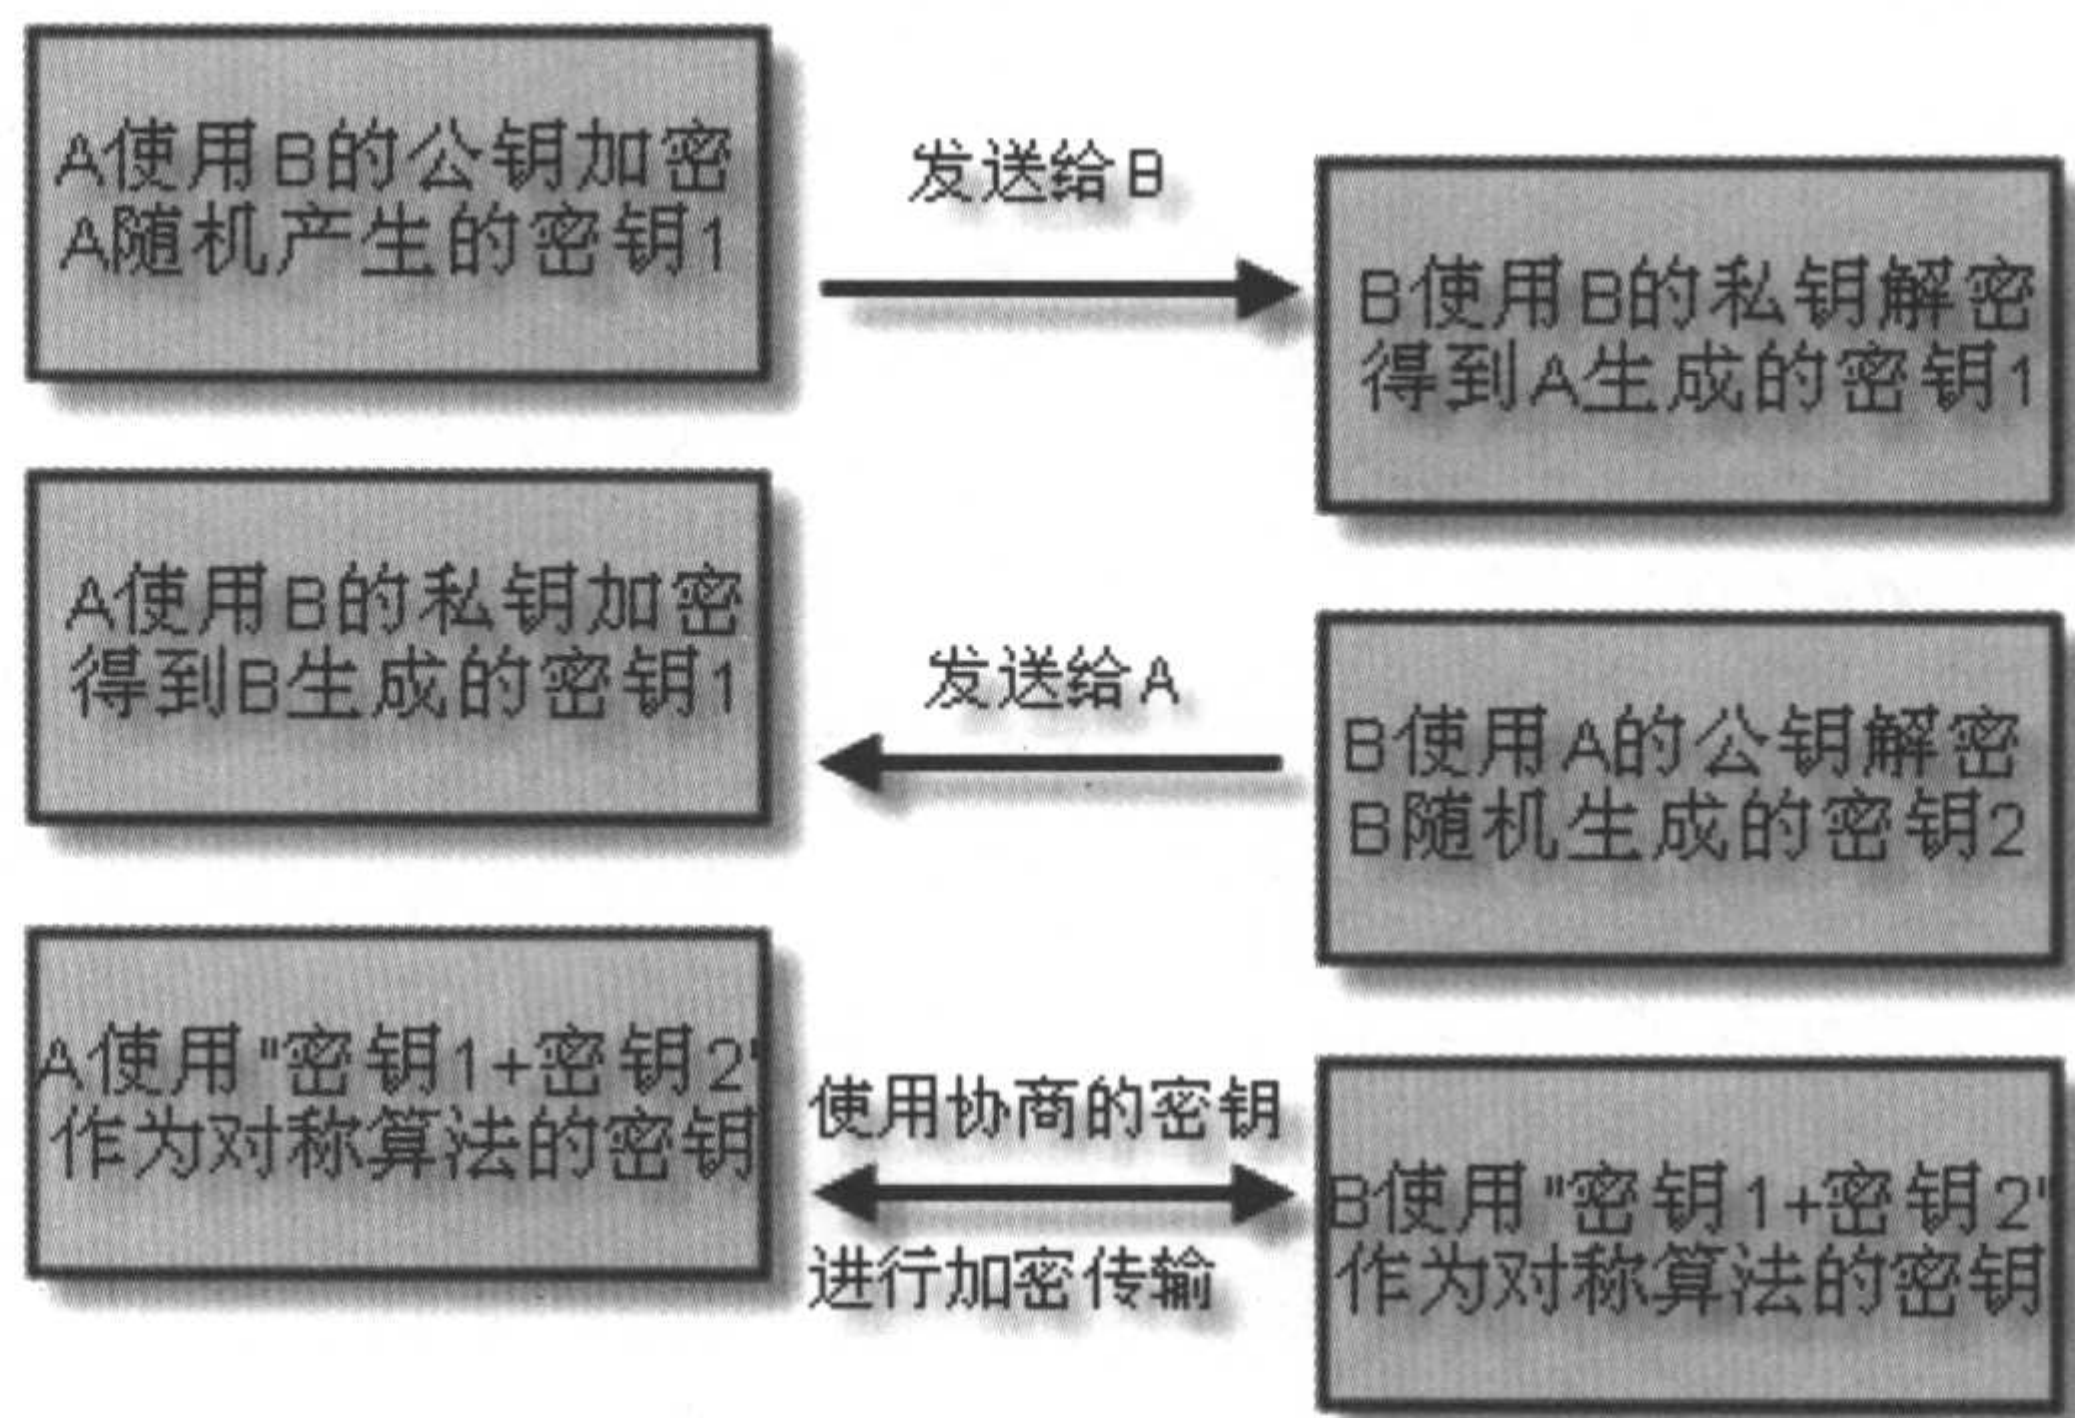 A使用B的公钥加密
A随机产生的密钥1
发送给B
B使用B的私钥解密
得到A生成的密钥1
A使用B的私钥加密
得到B生成的密钥1
发送给A
B使用A的公钥解密
B随机生成的密钥2
A使用"密钥1+密钥2"
作为对称算法的密钥
使用协商的密钥
进行加密传输
B使用"密钥1+密钥2"
作为对称算法的密钥